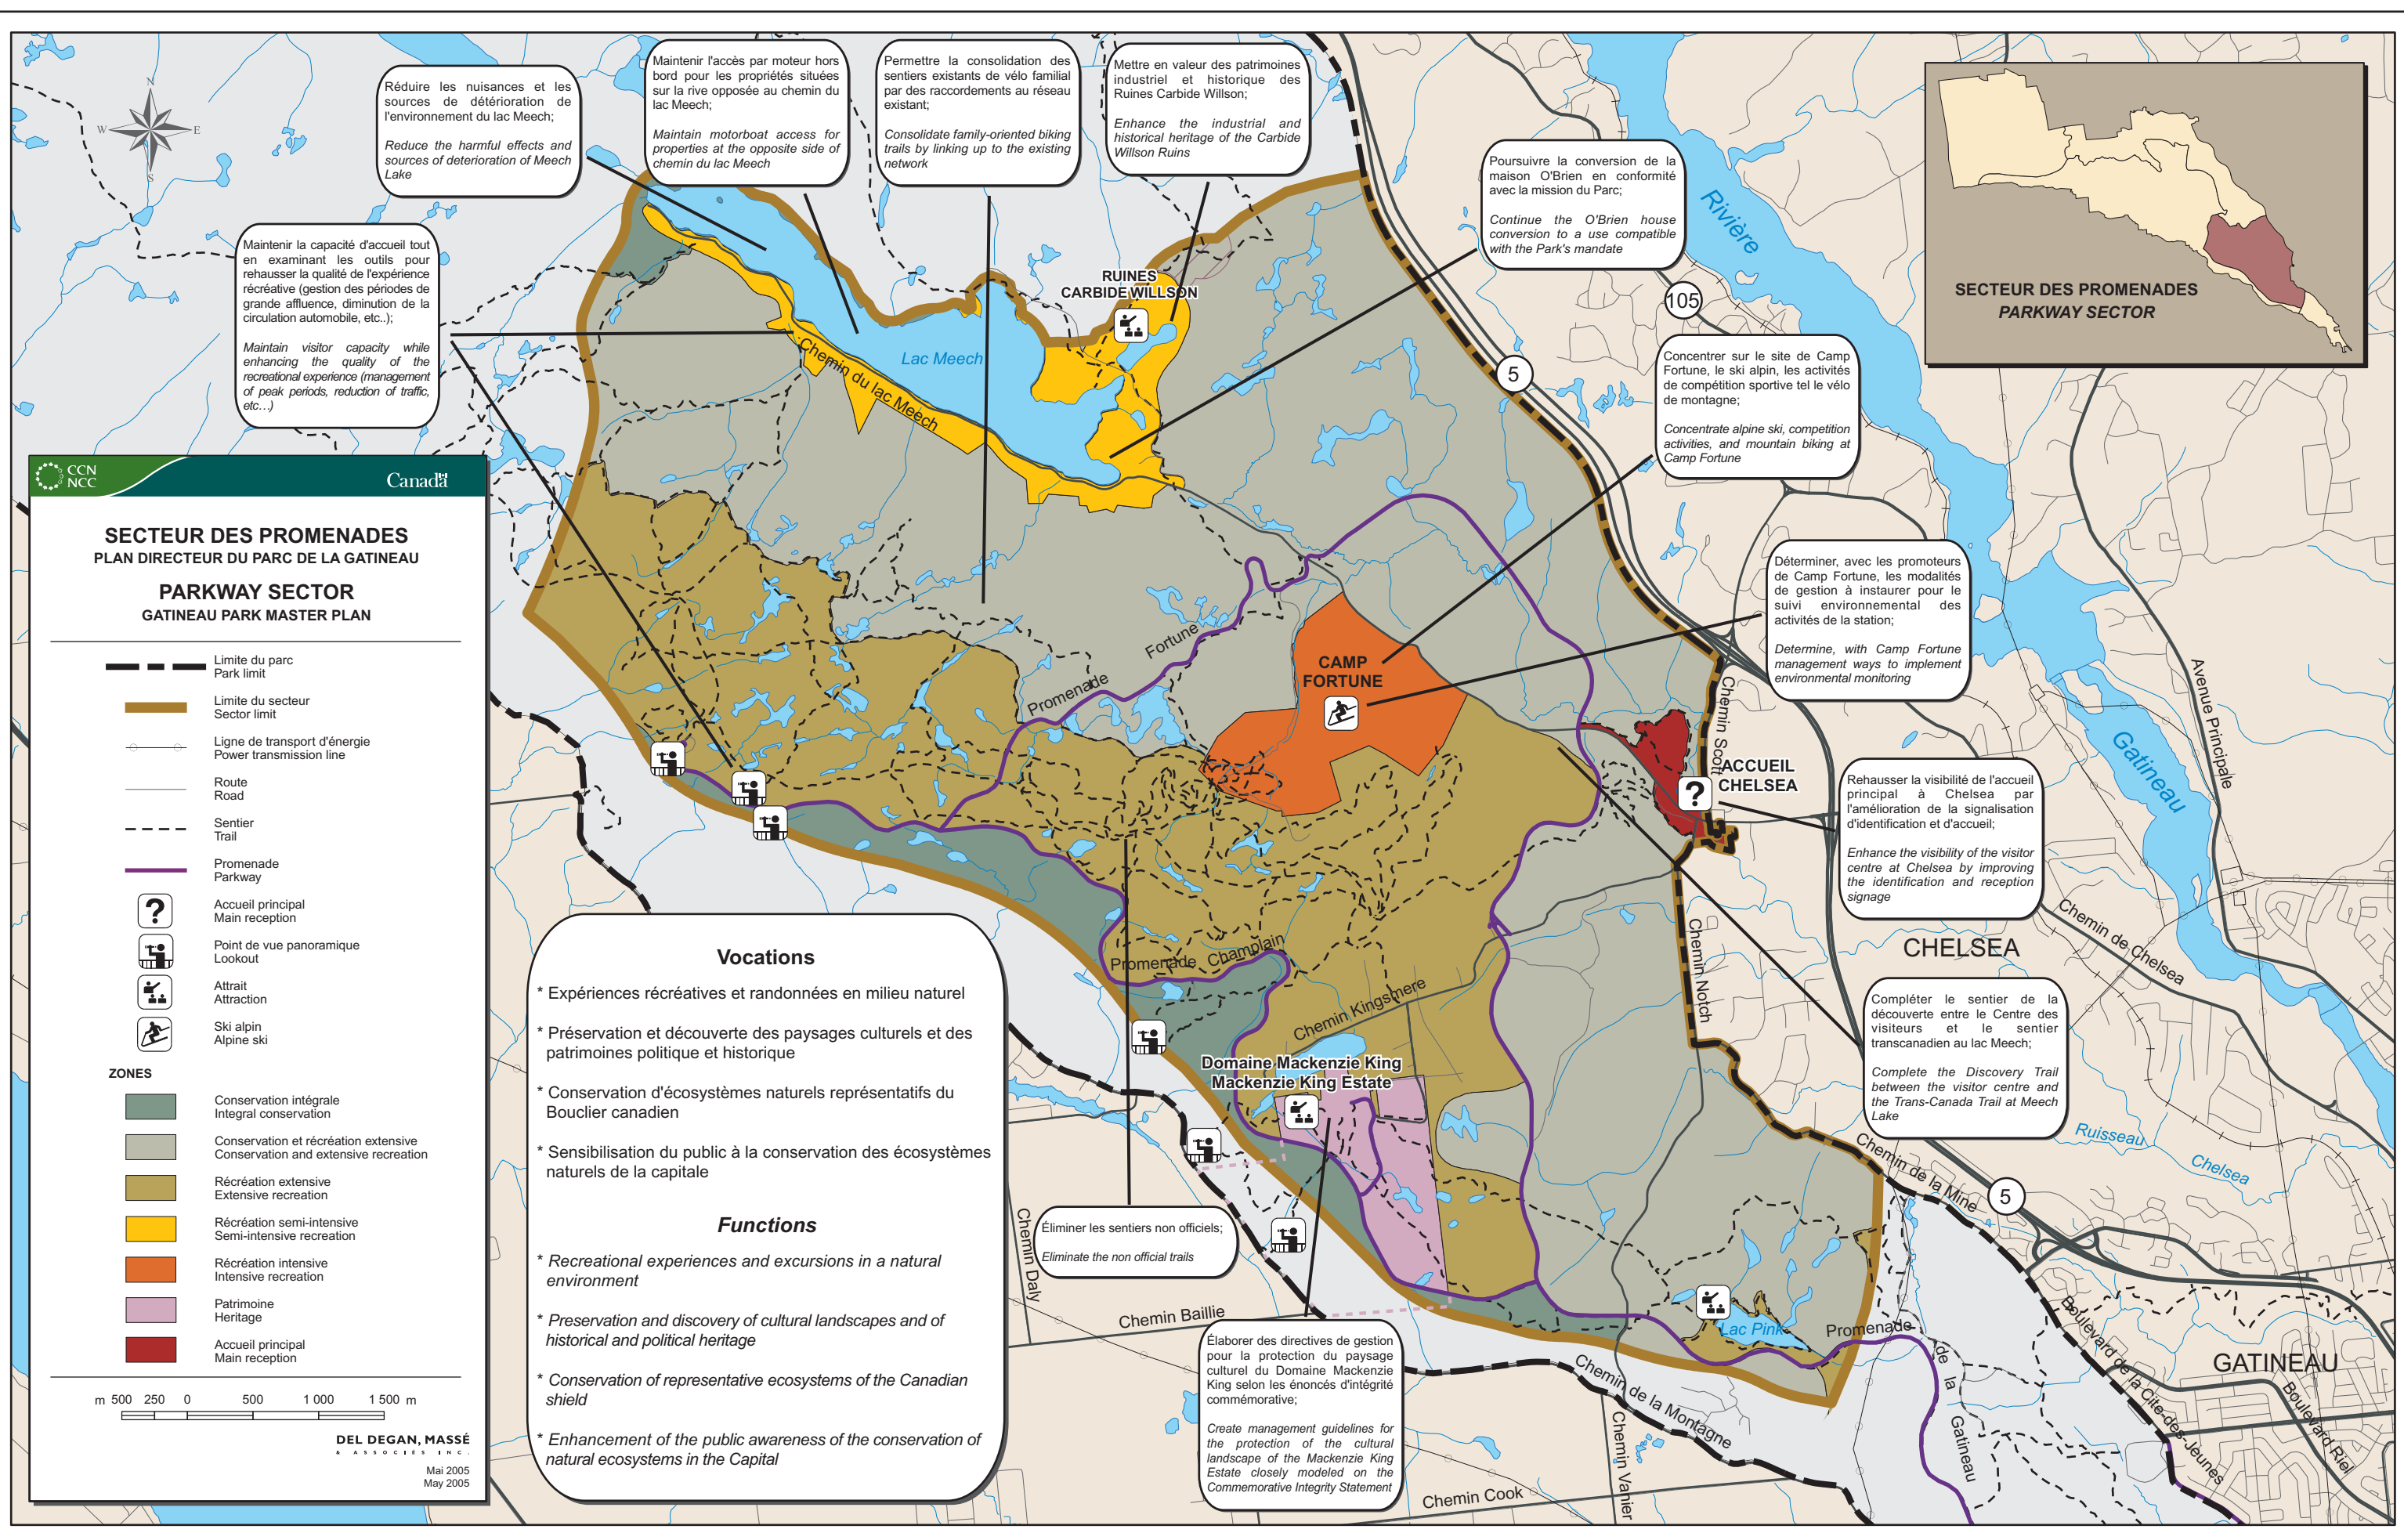 N
W
E
S
Réduire les nuisances et les
sources de détérioration de
l'environnement du lac Meech;
Reduce the harmful effects and
sources of deterioration of Meech
Lake
Maintenir l'accès par moteur hors
bord pour les propriétés situées
sur la rive opposée au chemin du
lac Meech;
Maintain motorboat access for
properties at the opposite side of
chemin du lac Meech
Permettre la consolidation des
sentiers existants de vélo familial
par des raccordements au réseau
existant;
Consolidate family-oriented biking
trails by linking up to the existing
network
Mettre en valeur des patrimoines
industriel et historique des
Ruines Carbide Willson;
Enhance the industrial and
historical heritage of the Carbide
Willson Ruins
Poursuivre la conversion de la
maison O'Brien en conformité
avec la mission du Parc;
Continue the O'Brien house
conversion to a use compatible
with the Park's mandate
SECTEUR DES PROMENADES
PARKWAY SECTOR
Maintenir la capacité d'accueil tout
en examinant les outils pour
rehausser la qualité de l'expérience
récréative (gestion des périodes de
grande affluence, diminution de la
circulation automobile, etc..);
Maintain visitor capacity while
enhancing the quality of the
recreational experience (management
of peak periods, reduction of traffic,
etc…)
Concentrer sur le site de Camp
Fortune, le ski alpin, les activités
de compétition sportive tel le vélo
de montagne;
Concentrate alpine ski, competition
activities, and mountain biking at
Camp Fortune
Déterminer, avec les promoteurs
de Camp Fortune, les modalités
de gestion à instaurer pour le
suivi environnemental des
activités de la station;
Determine, with Camp Fortune
management ways to implement
environmental monitoring
Rehausser la visibilité de l'accueil
principal à Chelsea par
l'amélioration de la signalisation
d'identification et d'accueil;
Enhance the visibility of the visitor
centre at Chelsea by improving
the identification and reception
signage
Compléter le sentier de la
découverte entre le Centre des
visiteurs et le sentier
transcanadien au lac Meech;
Complete the Discovery Trail
between the visitor centre and
the Trans-Canada Trail at Meech
Lake
Éliminer les sentiers non officiels;
Eliminate the non official trails
Élaborer des directives de gestion
pour la protection du paysage
culturel du Domaine Mackenzie
King selon les énoncés d'intégrité
commémorative;
Create management guidelines for
the protection of the cultural
landscape of the Mackenzie King
Estate closely modeled on the
Commemorative Integrity Statement
RUINES
CARBIDE WILLSON
Lac Meech
Chemin du lac Meech
Rivière
Gatineau
105
5
5
Promenade Fortune
CAMP
FORTUNE
Chemin Scott
ACCUEIL
CHELSEA
?
Avenue Principale
Chemin de Chelsea
CHELSEA
Chemin Notch
Promenade Champlain
Chemin Kingsmere
Domaine Mackenzie King
Mackenzie King Estate
Ruisseau
Chelsea
Chemin de la Mine
Chemin Daly
Chemin Baillie
Lac Pink
Promenade de la Gatineau
Chemin de la Montagne
Chemin Vanier
Chemin Cook
GATINEAU
Boulevard de la Cité-des-Jeunes
Boulevard Riel
CCN
NCC
Canada
SECTEUR DES PROMENADES
PLAN DIRECTEUR DU PARC DE LA GATINEAU
PARKWAY SECTOR
GATINEAU PARK MASTER PLAN
Limite du parc
Park limit
Limite du secteur
Sector limit
Ligne de transport d'énergie
Power transmission line
Route
Road
Sentier
Trail
Promenade
Parkway
?
Accueil principal
Main reception
Point de vue panoramique
Lookout
Attrait
Attraction
Ski alpin
Alpine ski
ZONES
Conservation intégrale
Integral conservation
Conservation et récréation extensive
Conservation and extensive recreation
Récréation extensive
Extensive recreation
Récréation semi-intensive
Semi-intensive recreation
Récréation intensive
Intensive recreation
Patrimoine
Heritage
Accueil principal
Main reception
m 500 250 0 500 1 000 1 500 m
DEL DEGAN, MASSÉ
& ASSOCIÉS INC.
Mai 2005
May 2005
Vocations
* Expériences récréatives et randonnées en milieu naturel
* Préservation et découverte des paysages culturels et des
patrimoines politique et historique
* Conservation d'écosystèmes naturels représentatifs du
Bouclier canadien
* Sensibilisation du public à la conservation des écosystèmes
naturels de la capitale
Functions
* Recreational experiences and excursions in a natural
environment
* Preservation and discovery of cultural landscapes and of
historical and political heritage
* Conservation of representative ecosystems of the Canadian
shield
* Enhancement of the public awareness of the conservation of
natural ecosystems in the Capital